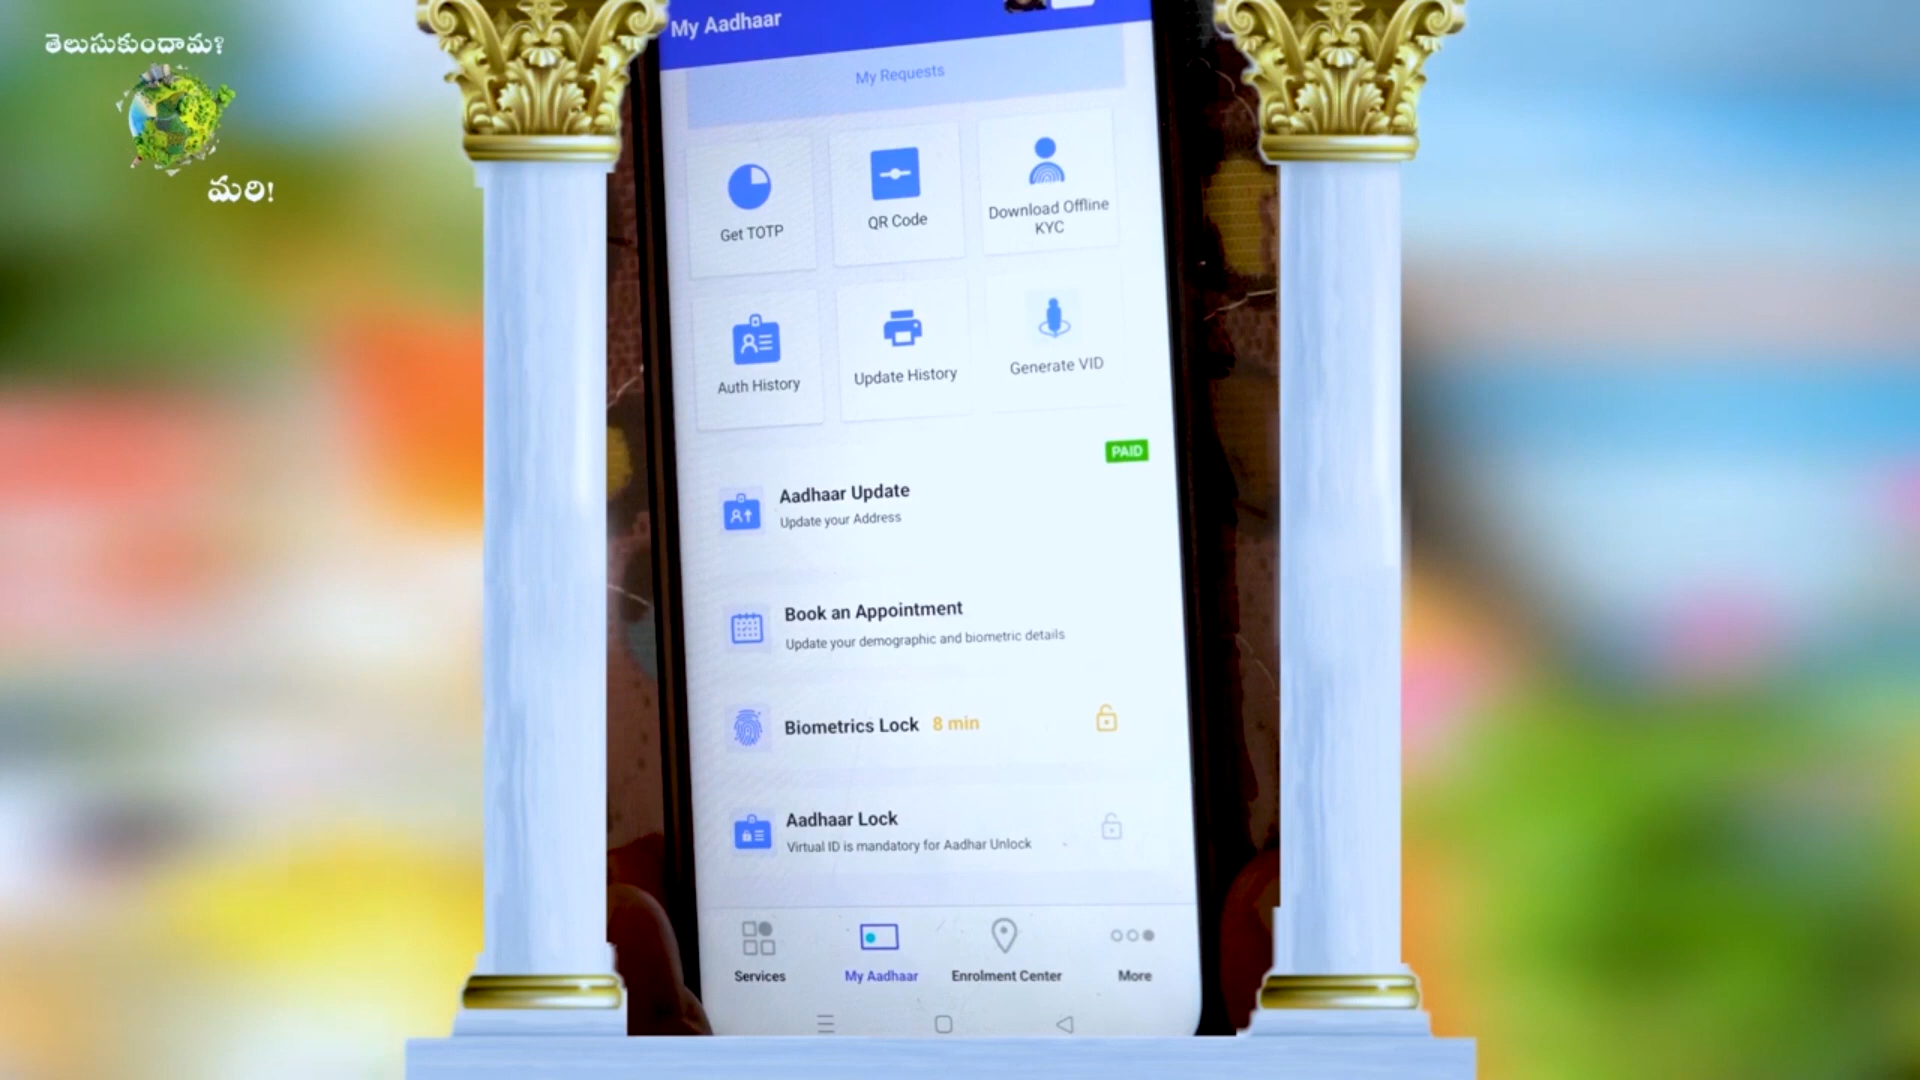 తెలుసుకుందామ?
మరి!
My Aadhaar
My Requests
Get TOTP
QR Code
Download Offline
KYC
Auth History
Update History
Generate VID
PAID
Aadhaar Update
Update your Address
Book an Appointment
Update your demographic and biometric details
Biometrics Lock 8 min
Aadhaar Lock
Virtual ID is mandatory for Aadhar Unlock
Services
My Aadhaar
Enrolment Center
More